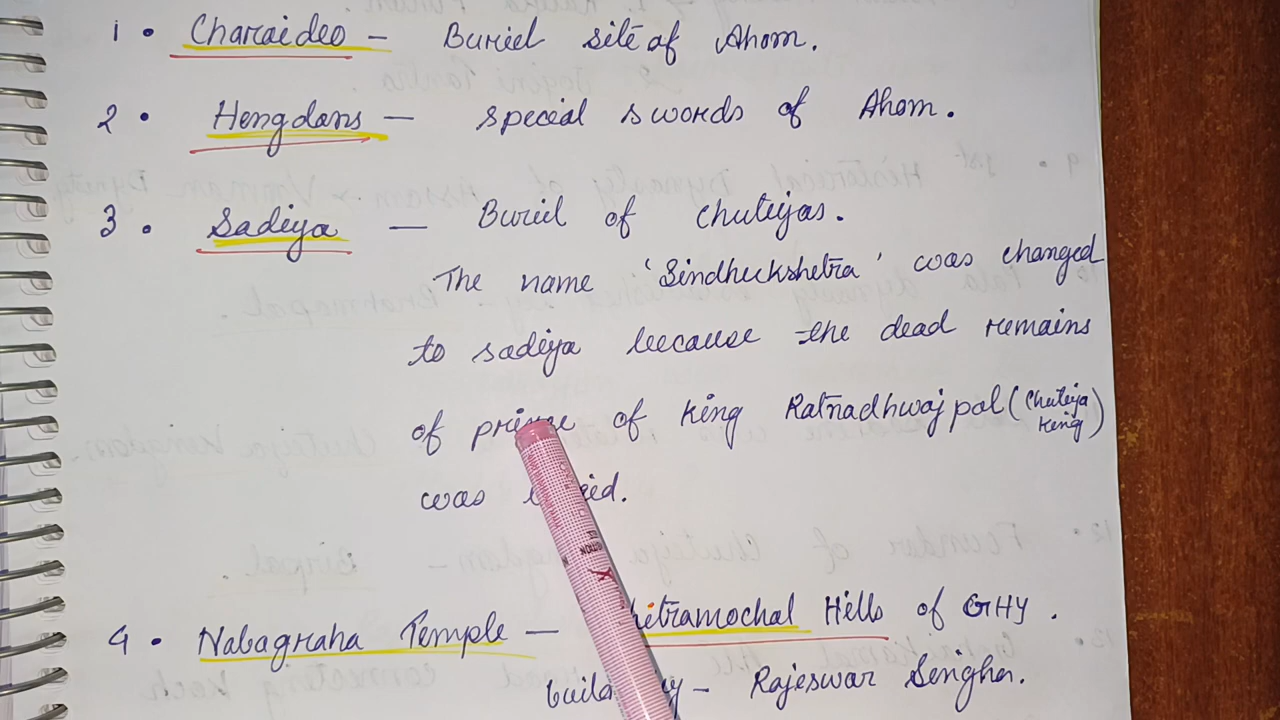 1. Charaideo - Buriel site of Ahom.
2. Hengdans - special swords of Ahom.
3. Sadiya - Buriel of Chutiyas.
The name 'Sindhukshetra' was changed
to sadiya because the dead remains
of prince of king Ratnadhwajpal (Chutiya king)
was
4. Nabagraha Temple - Hills of GHY.
by - Rajeswar Singha.